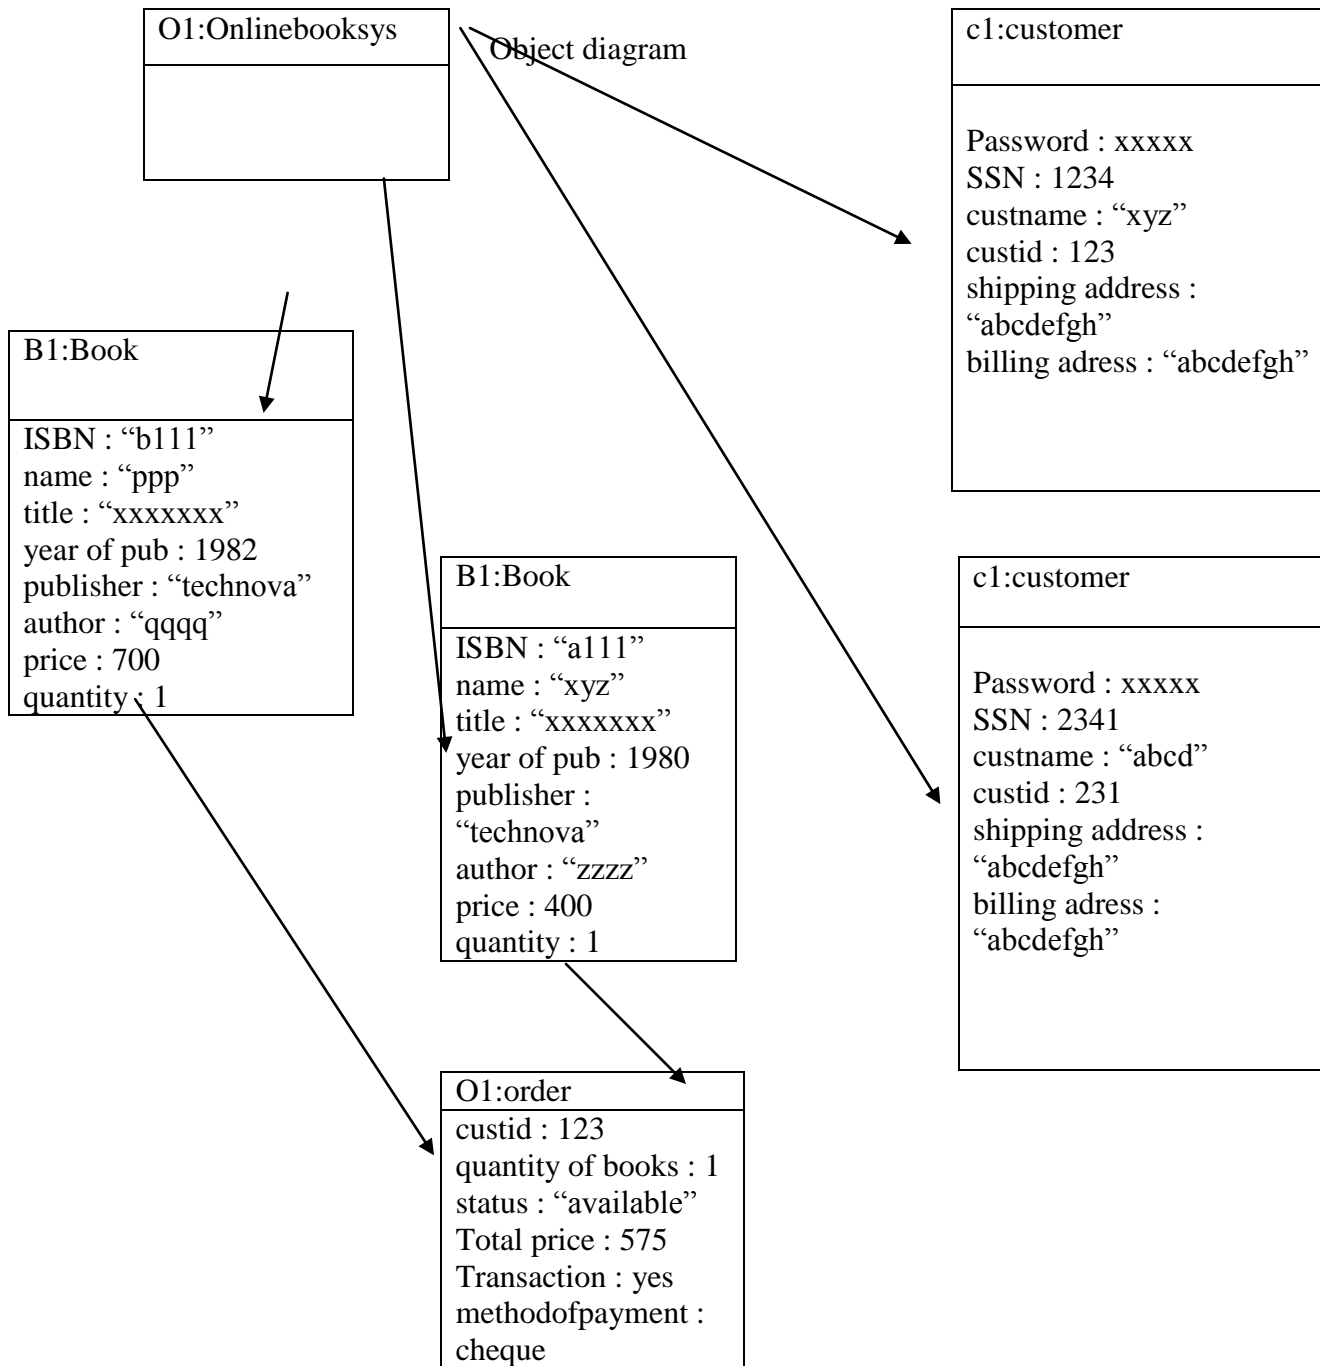 O1:Onlinebooksys
Object diagram
c1:customer
Password : xxxxx
SSN : 1234
custname : “xyz”
custid : 123
shipping address :
“abcdefgh”
billing adress : “abcdefgh”
B1:Book
ISBN : “b111”
name : “ppp”
title : “xxxxxxx”
year of pub : 1982
publisher : “technova”
author : “qqqq”
price : 700
quantity : 1
B1:Book
ISBN : “a111”
name : “xyz”
title : “xxxxxxx”
year of pub : 1980
publisher :
“technova”
author : “zzzz”
price : 400
quantity : 1
c1:customer
Password : xxxxx
SSN : 2341
custname : “abcd”
custid : 231
shipping address :
“abcdefgh”
billing adress :
“abcdefgh”
O1:order
custid : 123
quantity of books : 1
status : “available”
Total price : 575
Transaction : yes
methodofpayment :
cheque